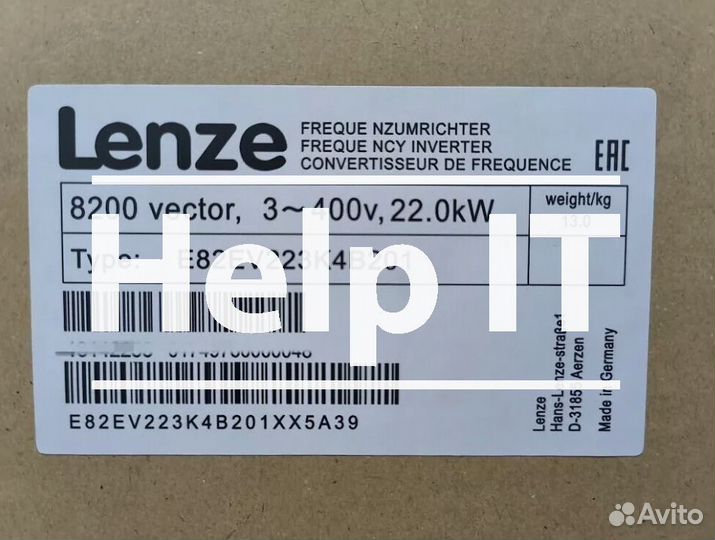 Lenze
FREQUE NZUMRICHTER
FREQUE NCY INVERTER
CONVERTISSEUR DE FREQUENCE
EAC
8200 vector, 3~400v, 22.0kW
weight/kg
13.0
Type: E82EV223K4B201
Help IT
E82EV223K4B201XX5A39
Lenze
Hans-Lenze-straße1
Aerzen
Made in Germany
Avito